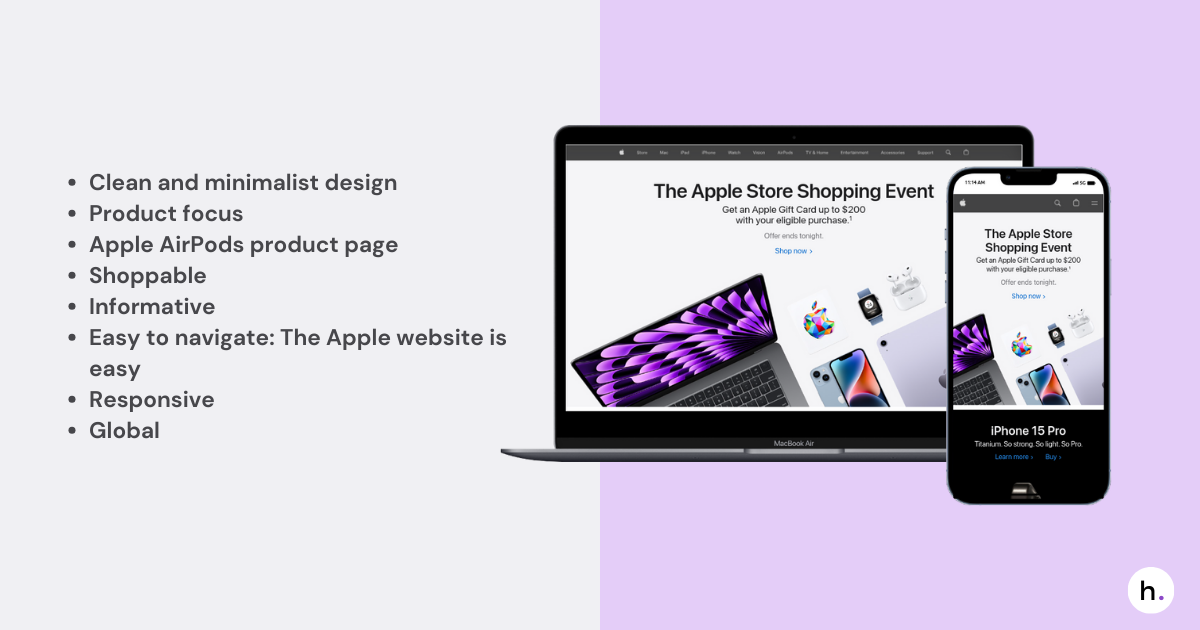 • Clean and minimalist design
• Product focus
• Apple AirPods product page
• Shoppable
• Informative
• Easy to navigate: The Apple website is
easy
• Responsive
• Global
Store Mac iPad iPhone Watch Vision AirPods TV & Home Entertainment Accessories Support
The Apple Store Shopping Event
Get an Apple Gift Card up to $200
with your eligible purchase.¹
Offer ends tonight.
Shop now >
MacBook Air
11:14 AM 5G
The Apple Store
Shopping Event
Get an Apple Gift Card up to $200
with your eligible purchase.¹
Offer ends tonight.
Shop now >
iPhone 15 Pro
Titanium. So strong. So light. So Pro.
Learn more > Buy >
h.